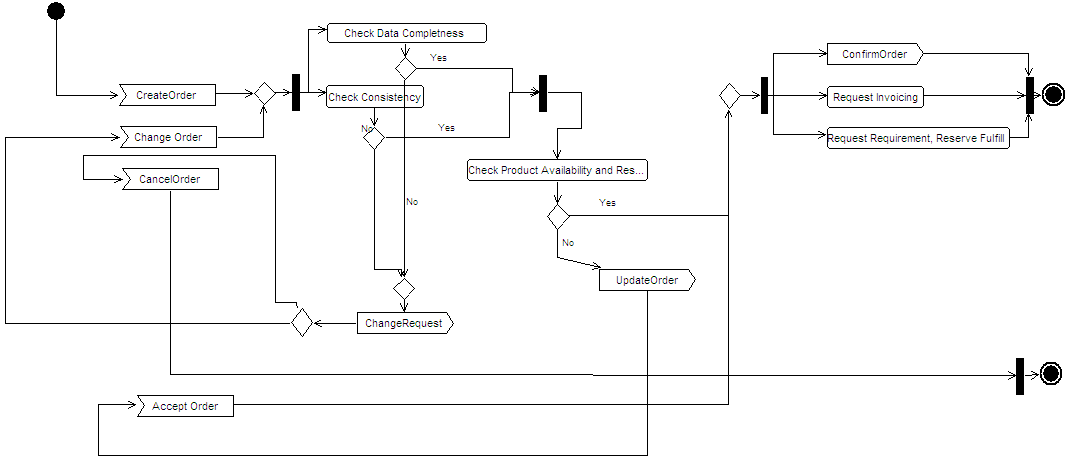 Check Data Completness
Yes
ConfirmOrder
CreateOrder
Check Consistency
Request Invoicing
No
Yes
Change Order
Request Requirement, Reserve Fulfill
CancelOrder
Check Product Availability and Res...
No
Yes
No
UpdateOrder
ChangeRequest
Accept Order